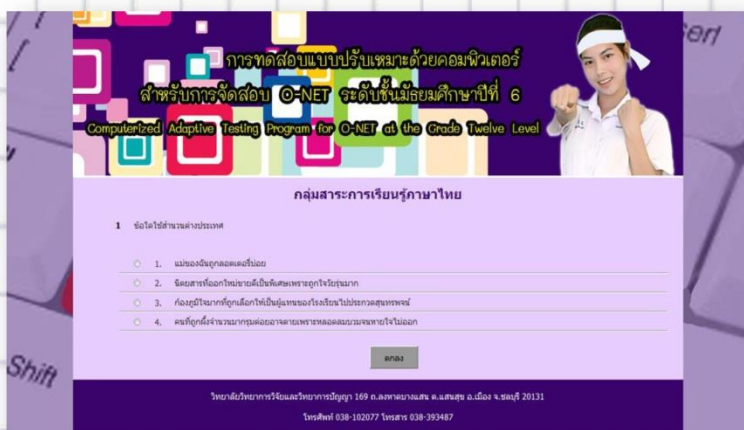 การทดสอบแบบปรับเหมาะด้วยคอมพิวเตอร์
สำหรับการจัดสอบ O-NET ระดับชั้นมัธยมศึกษาปีที่ 6
Computerized Adaptive Testing Program for O-NET at the Grade Twelve Level
กลุ่มสาระการเรียนรู้ภาษาไทย
1 ข้อใดใช้สำนวนต่างประเทศ
1. แม่ของฉันถูกลอตเตอรี่บ่อย
2. นิตยสารที่ออกใหม่ขายดีเป็นพิเศษเพราะถูกใจวัยรุ่นมาก
3. ก้องภูมิใจมากที่ถูกเลือกให้เป็นผู้แทนของโรงเรียนไปประกวดสุนทรพจน์
4. คนที่ถูกผึ้งจำนวนมากรุมต่อยอาจตายเพราะหลอดลมบวมจนหายใจไม่ออก
ตกลง
Shift
วิทยาลัยวิทยาการวิจัยและวิทยาการปัญญา 169 ถ.ลงหาดบางแสน ต.แสนสุข อ.เมือง จ.ชลบุรี 20131
โทรศัพท์ 038-102077 โทรสาร 038-393487